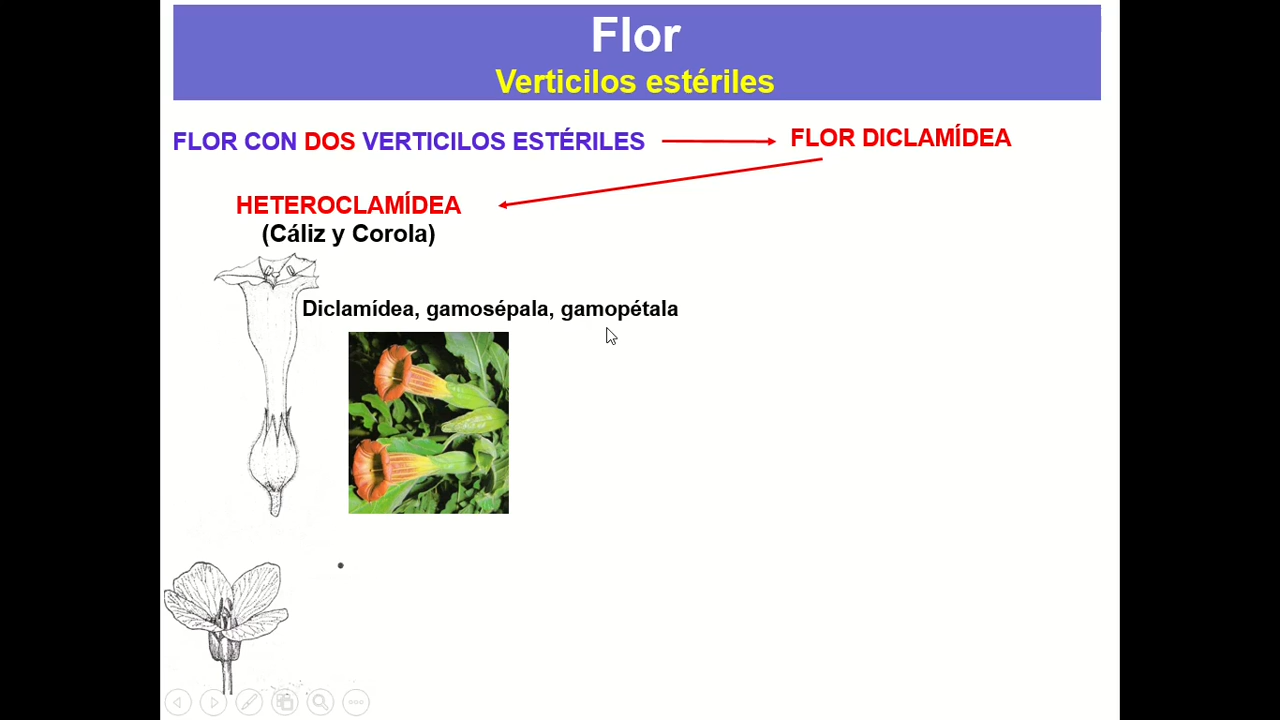 Flor
Verticilos estériles
FLOR CON DOS VERTICILOS ESTÉRILES
FLOR DICLAMÍDEA
HETEROCLAMÍDEA
(Cáliz y Corola)
Diclamídea, gamosépala, gamopétala